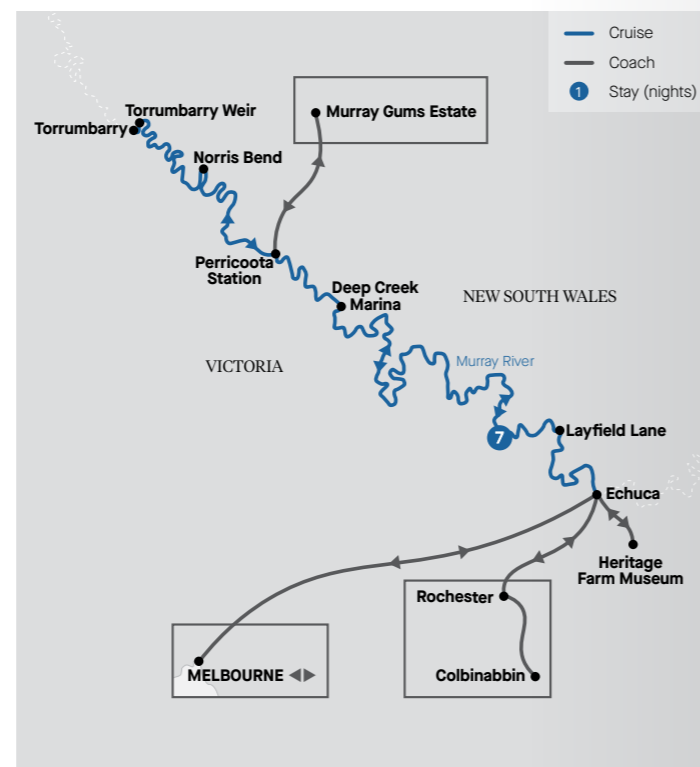 Cruise
Coach
1 Stay (nights)
Torrumbarry Weir
Torrumbarry
Murray Gums Estate
Norris Bend
Perricoota
Station
Deep Creek
Marina
NEW SOUTH WALES
VICTORIA
Murray River
7
Layfield Lane
Echuca
Heritage
Farm Museum
Rochester
MELBOURNE
Colbinabbin